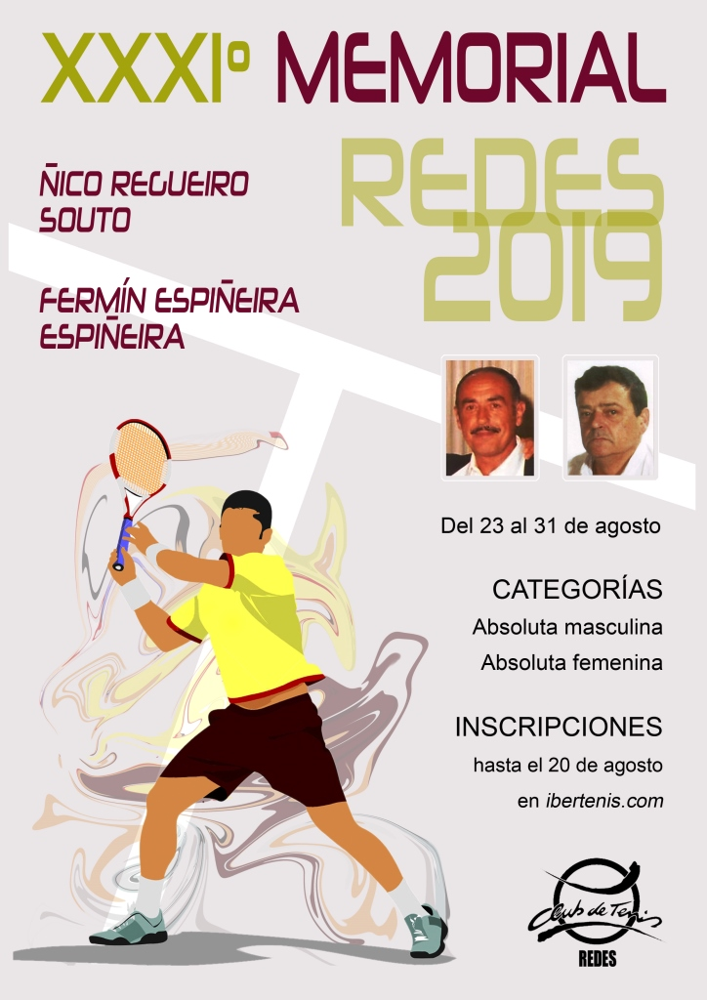 XXXIº MEMORIAL
REDES
2019
ÑICO REGUEIRO
SOUTO
FERMÍN ESPIÑEIRA
ESPIÑEIRA
Del 23 al 31 de agosto
CATEGORÍAS
Absoluta masculina
Absoluta femenina
INSCRIPCIONES
hasta el 20 de agosto
en ibertenis.com
Club de Tenis
REDES